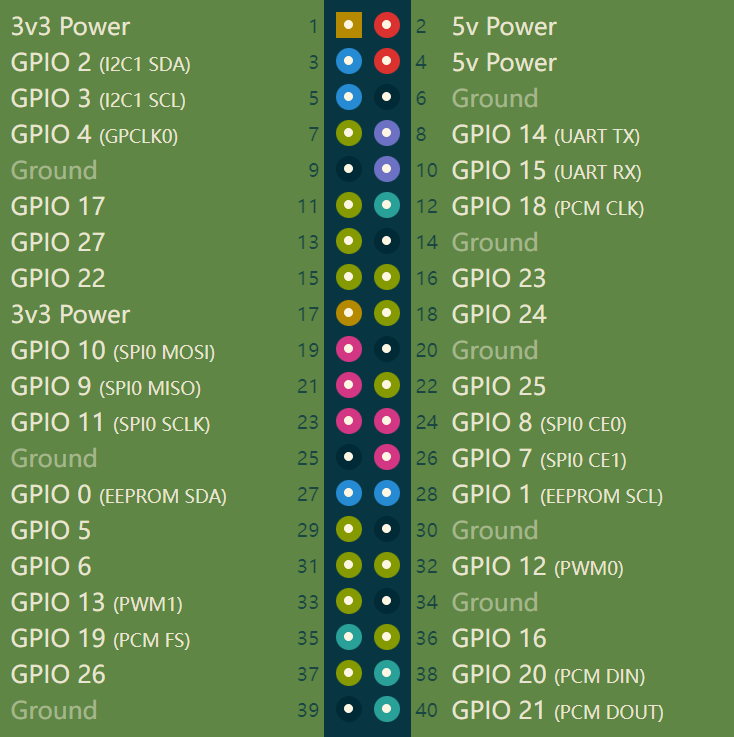 3v3 Power 1 2 5v Power
GPIO 2 (I2C1 SDA) 3 4 5v Power
GPIO 3 (I2C1 SCL) 5 6 Ground
GPIO 4 (GPCLK0) 7 8 GPIO 14 (UART TX)
Ground 9 10 GPIO 15 (UART RX)
GPIO 17 11 12 GPIO 18 (PCM CLK)
GPIO 27 13 14 Ground
GPIO 22 15 16 GPIO 23
3v3 Power 17 18 GPIO 24
GPIO 10 (SPI0 MOSI) 19 20 Ground
GPIO 9 (SPI0 MISO) 21 22 GPIO 25
GPIO 11 (SPI0 SCLK) 23 24 GPIO 8 (SPI0 CE0)
Ground 25 26 GPIO 7 (SPI0 CE1)
GPIO 0 (EEPROM SDA) 27 28 GPIO 1 (EEPROM SCL)
GPIO 5 29 30 Ground
GPIO 6 31 32 GPIO 12 (PWM0)
GPIO 13 (PWM1) 33 34 Ground
GPIO 19 (PCM FS) 35 36 GPIO 16
GPIO 26 37 38 GPIO 20 (PCM DIN)
Ground 39 40 GPIO 21 (PCM DOUT)